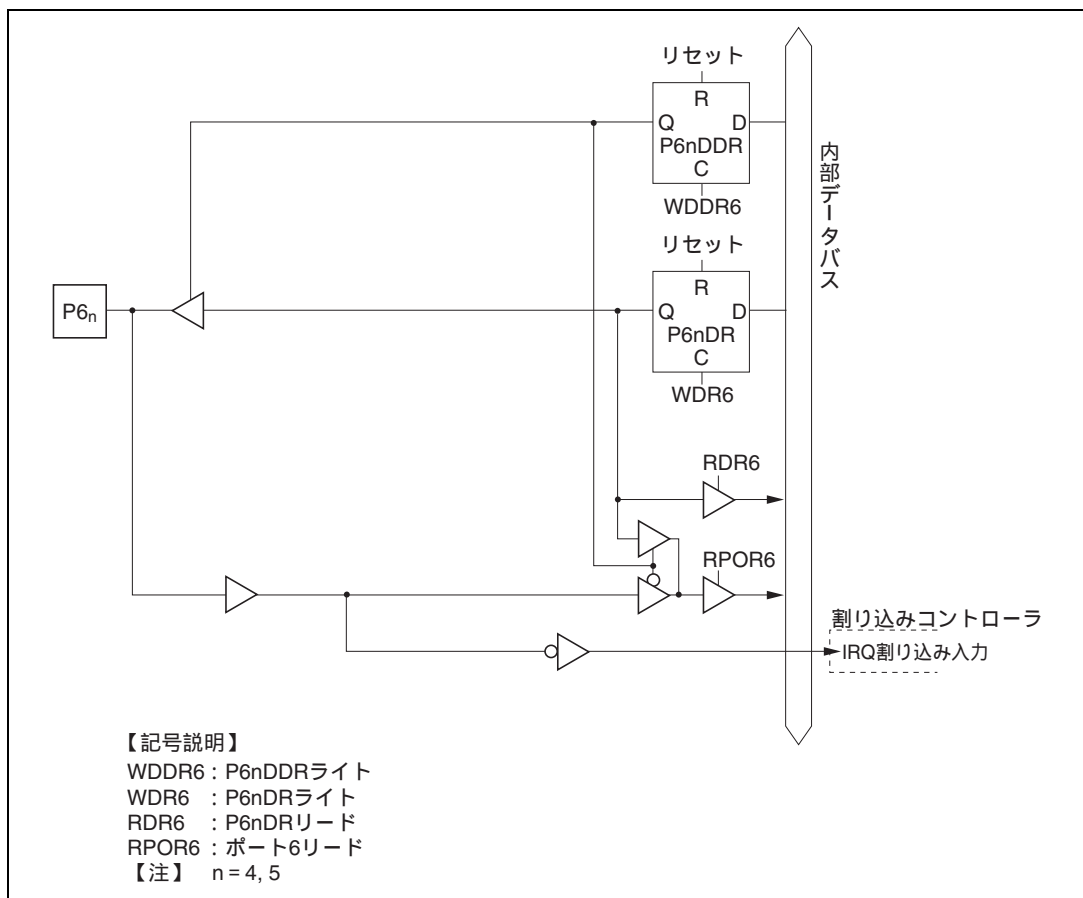 リセット
R
Q D
P6nDDR
C
WDDR6
内部データバス
リセット
R
Q D
P6nDR
C
WDR6
P6n
RDR6
RPOR6
割り込みコントローラ
IRQ割り込み入力
【記号説明】
WDDR6 : P6nDDRライト
WDR6 : P6nDRライト
RDR6 : P6nDRリード
RPOR6 : ポート6リード
【注】 n = 4, 5